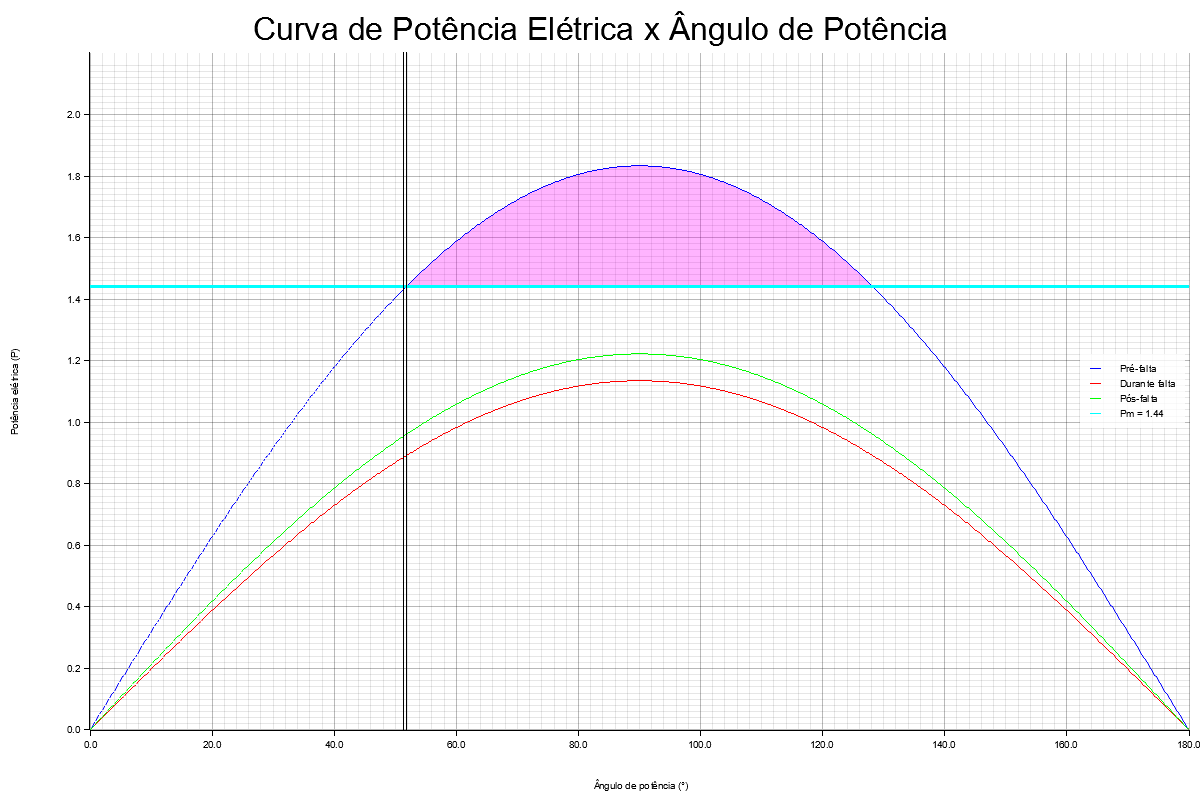 Curva de Potência Elétrica x Ângulo de Potência
2.0
1.8
1.6
1.4
1.2
1.0
0.8
0.6
0.4
0.2
0.0
Potência elétrica (P)
Pré-falta
Durante falta
Pós-falta
Pm = 1.44
0.0 20.0 40.0 60.0 80.0 100.0 120.0 140.0 160.0 180.0
Ângulo de potência (°)